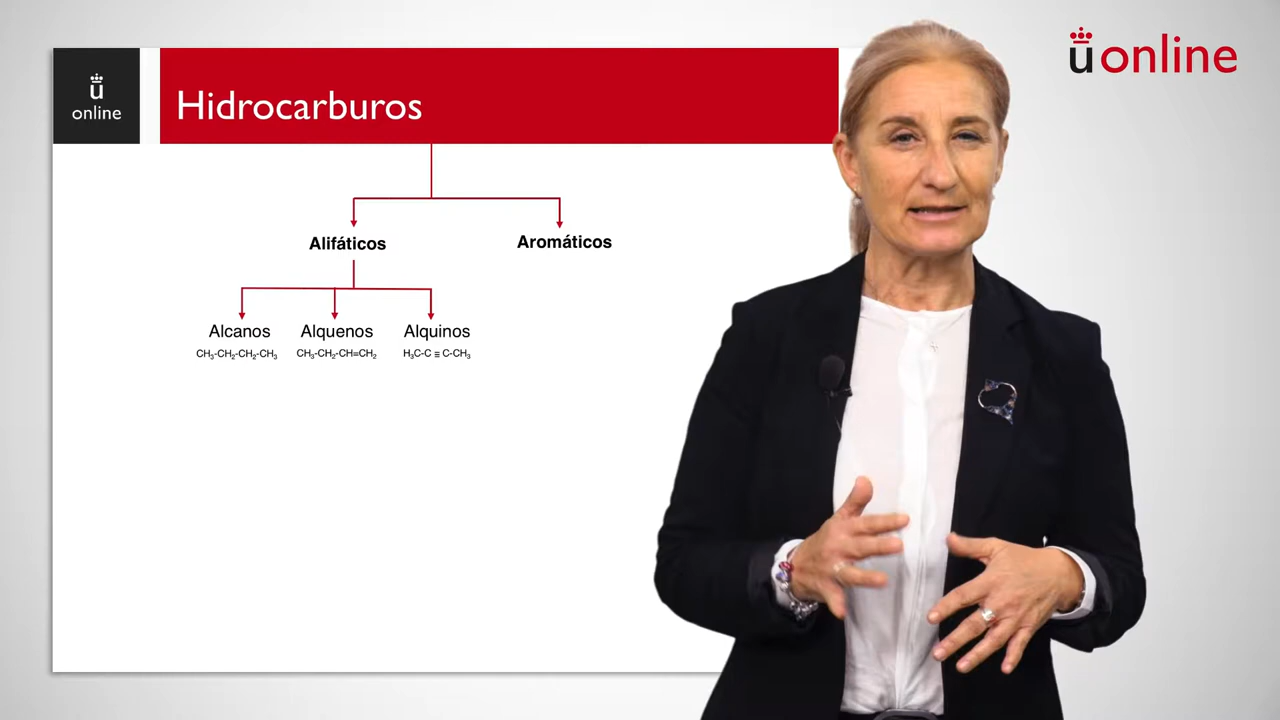 ü online
ü
online
Hidrocarburos
Alifáticos
Aromáticos
Alcanos
Alquenos
Alquinos
CH₃-CH₂-CH₂-CH₃
CH₃-CH₂-CH=CH₂
H₃C-C ≡ C-CH₃